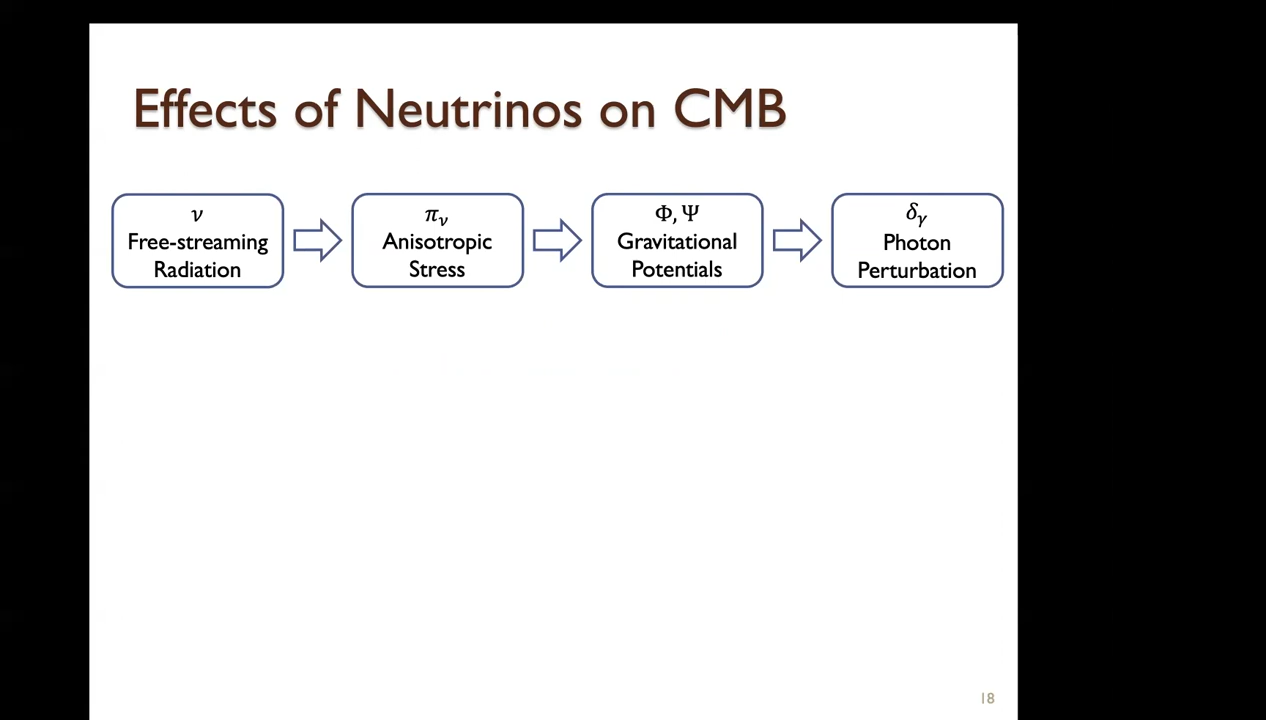 Effects of Neutrinos on CMB
ν
Free-streaming
Radiation
π_ν
Anisotropic
Stress
Φ, Ψ
Gravitational
Potentials
δ_γ
Photon
Perturbation
18